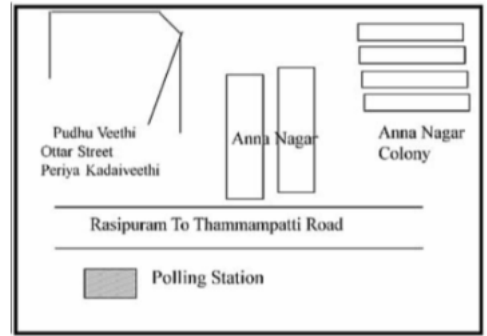 Pudhu Veethi
Ottar Street
Periya Kadaiveethi
Anna Nagar
Anna Nagar
Colony
Rasipuram To Thammampatti Road
Polling Station